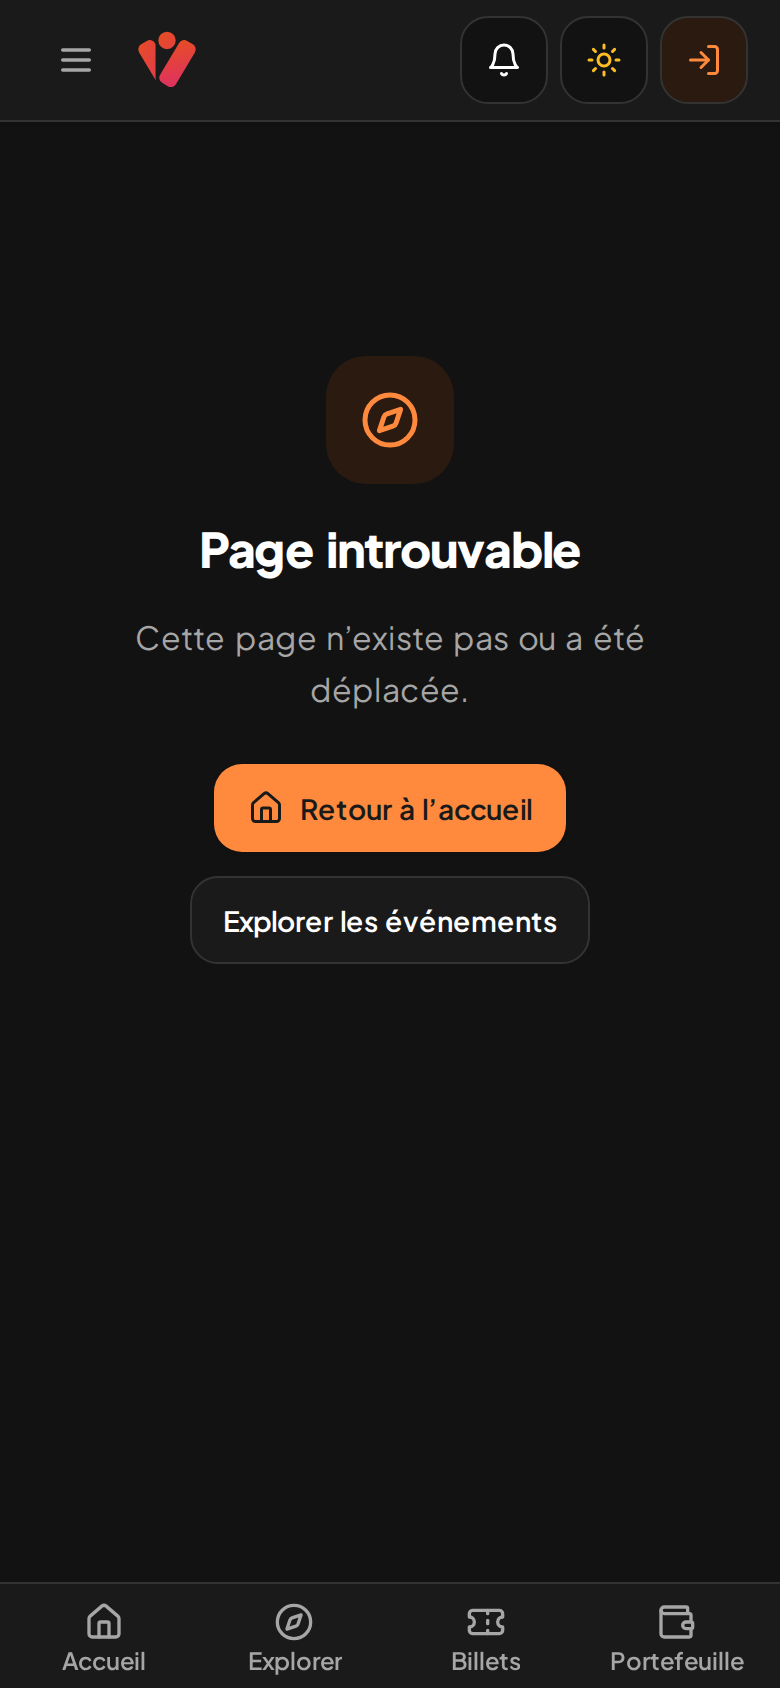 Page introuvable
Cette page n’existe pas ou a été
déplacée.
Retour à l’accueil
Explorer les événements
Accueil
Explorer
Billets
Portefeuille